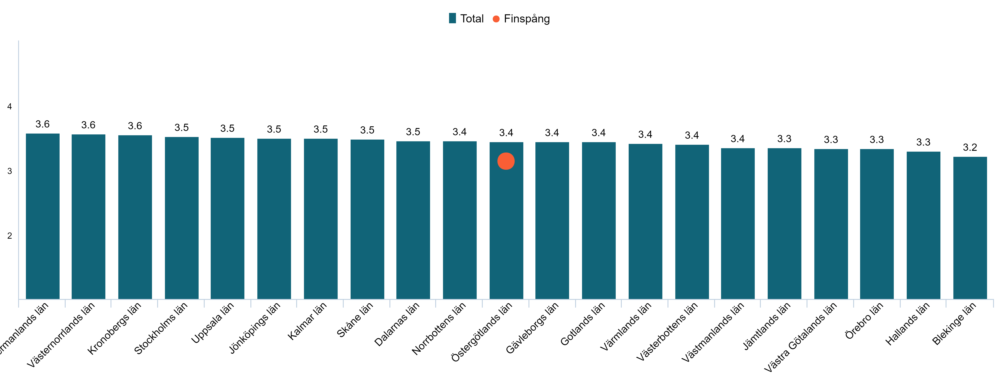 Total Finspång
4
3
2
3.6 3.6 3.6 3.5 3.5 3.5 3.5 3.5 3.5 3.4 3.4 3.4 3.4 3.4 3.4 3.4 3.3 3.3 3.3 3.3 3.2
ermanlands län
Västernorrlands län
Kronobergs län
Stockholms län
Uppsala län
Jönköpings län
Kalmar län
Skåne län
Dalarnas län
Norrbottens län
Östergötlands län
Gävleborgs län
Gotlands län
Värmlands län
Västerbottens län
Västmanlands län
Jämtlands län
Västra Götalands län
Örebro län
Hallands län
Blekinge län